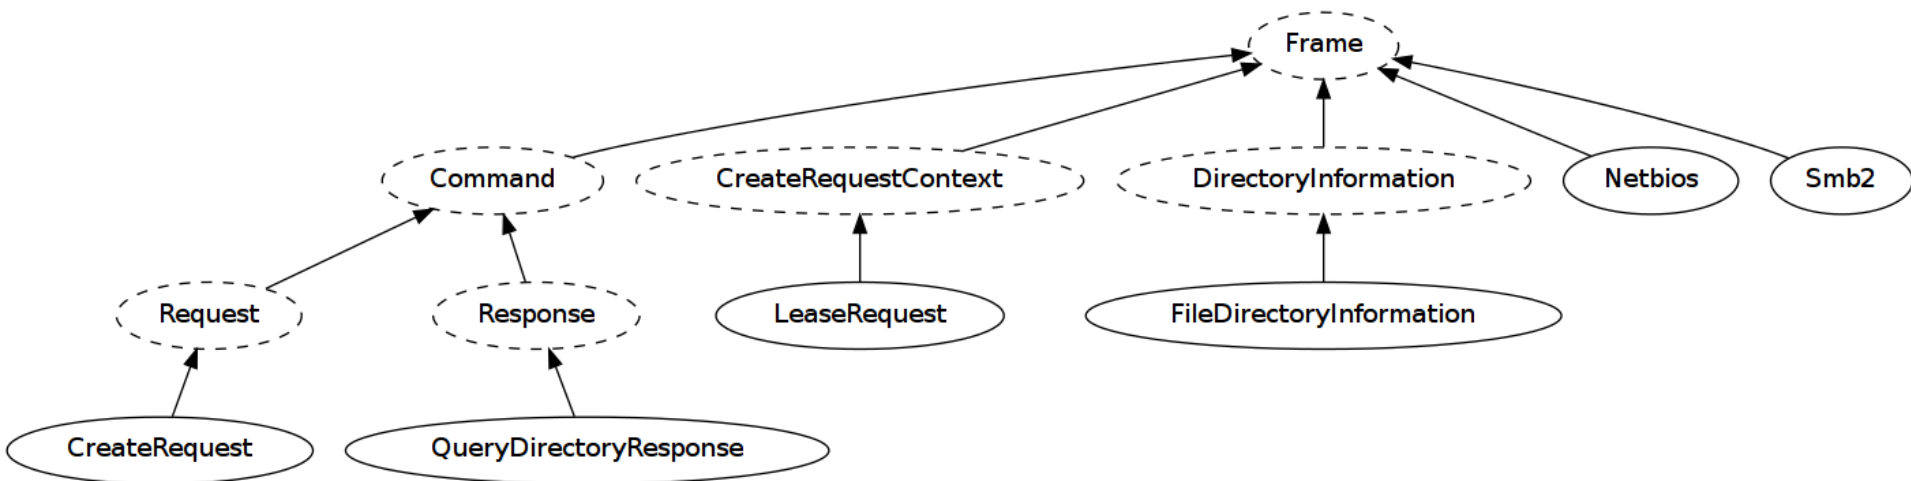 Frame
Command
CreateRequestContext
DirectoryInformation
Netbios
Smb2
Request
Response
LeaseRequest
FileDirectoryInformation
CreateRequest
QueryDirectoryResponse